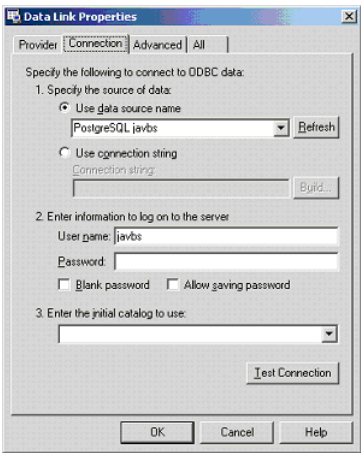 Data Link Properties
Provider Connection Advanced All
Specify the following to connect to ODBC data:
1. Specify the source of data:
Use data source name
PostgreSQL javbs Refresh
Use connection string
Connection string:
Build...
2. Enter information to log on to the server
User name: javbs
Password:
Blank password Allow saving password
3. Enter the initial catalog to use:
Test Connection
OK Cancel Help